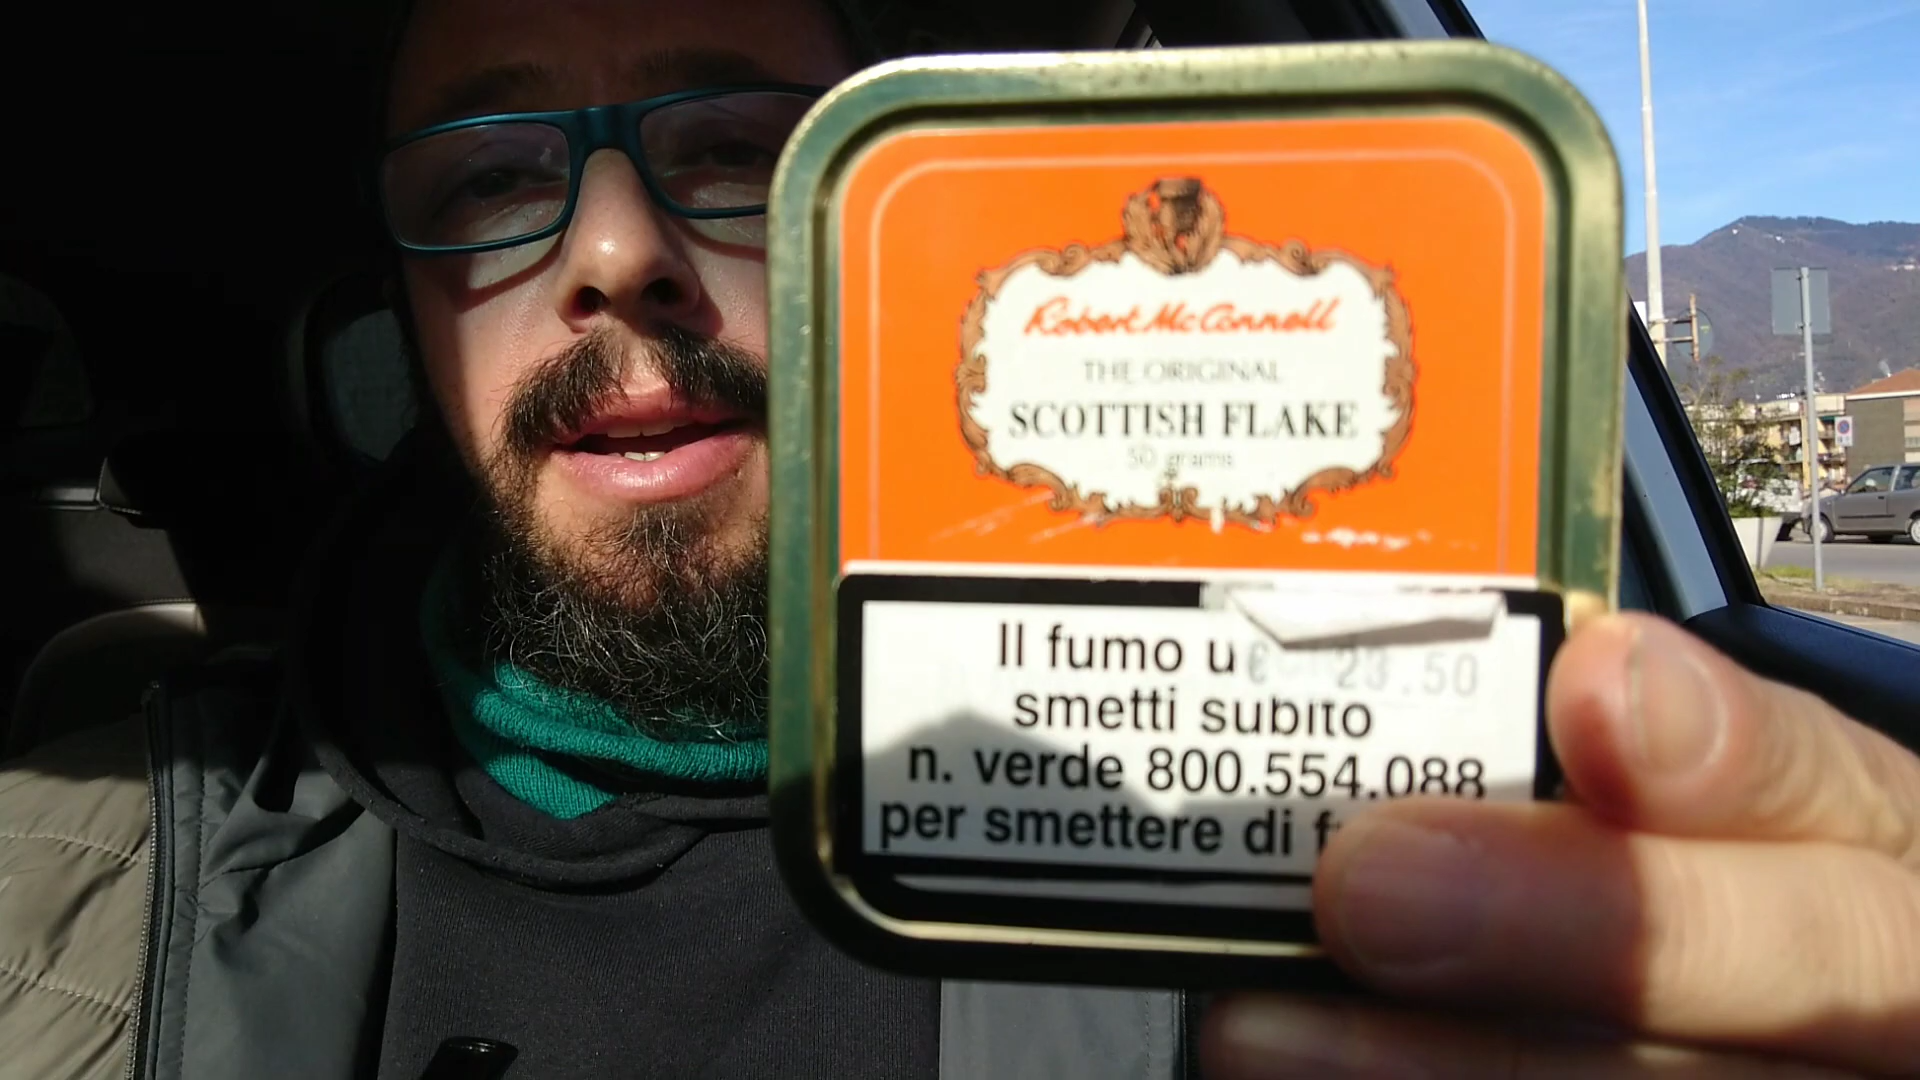 Robert McConnell
THE ORIGINAL
SCOTTISH FLAKE
50 grams
Il fumo u
€ 23.50
smetti subito
n. verde 800.554.088
per smettere di f